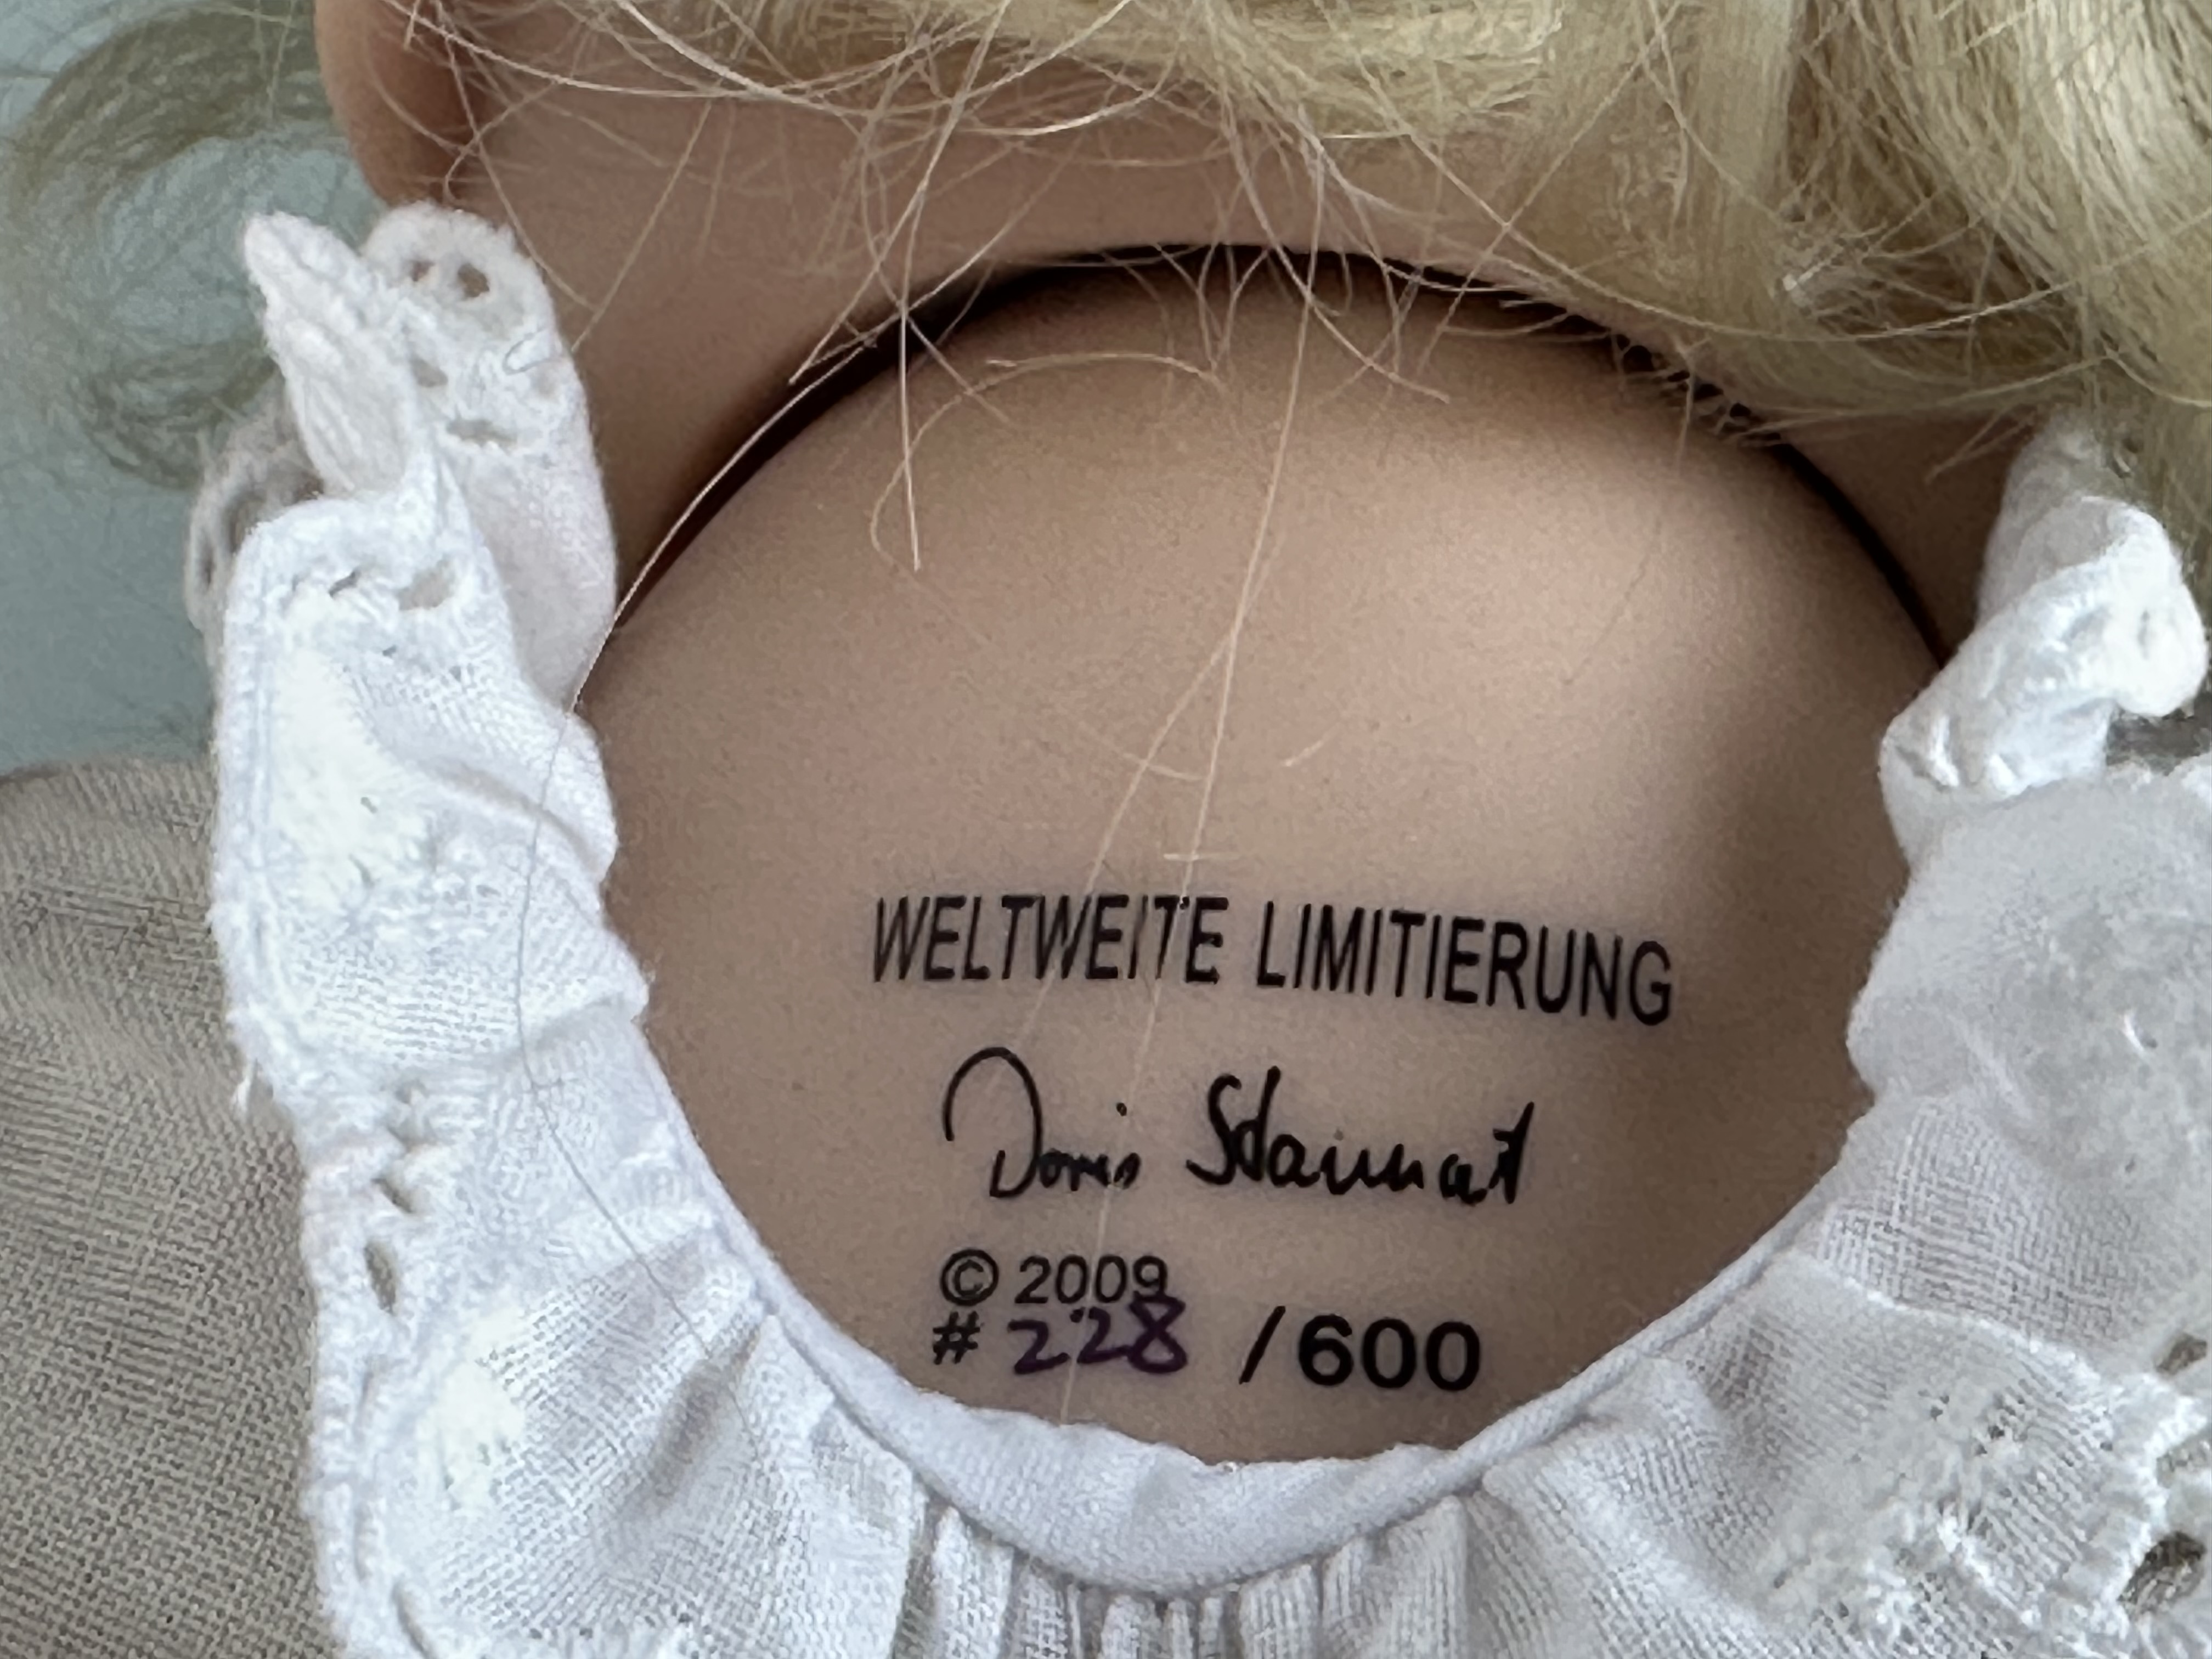 WELTWEITE LIMITIERUNG
Doris Stannat
© 2009
# 228 /600